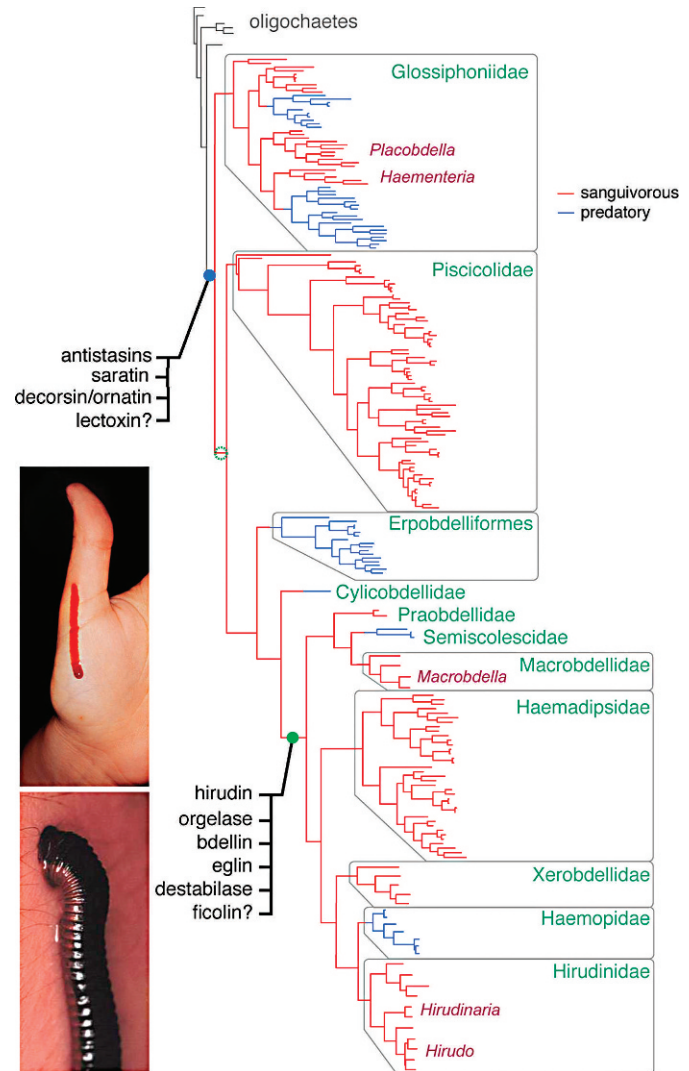 oligochaetes
Glossiphoniidae
Placobdella
Haementeria
sanguivorous
predatory
Piscicolidae
antistasins
saratin
decorsin/ornatin
lectoxin?
Erpobdelliformes
Cylicobdellidae
Praobdellidae
Semiscolescidae
Macrobdellidae
Macrobdella
Haemadipsidae
hirudin
orgelase
bdellin
eglin
destabilase
ficolin?
Xerobdellidae
Haemopidae
Hirudinidae
Hirudinaria
Hirudo